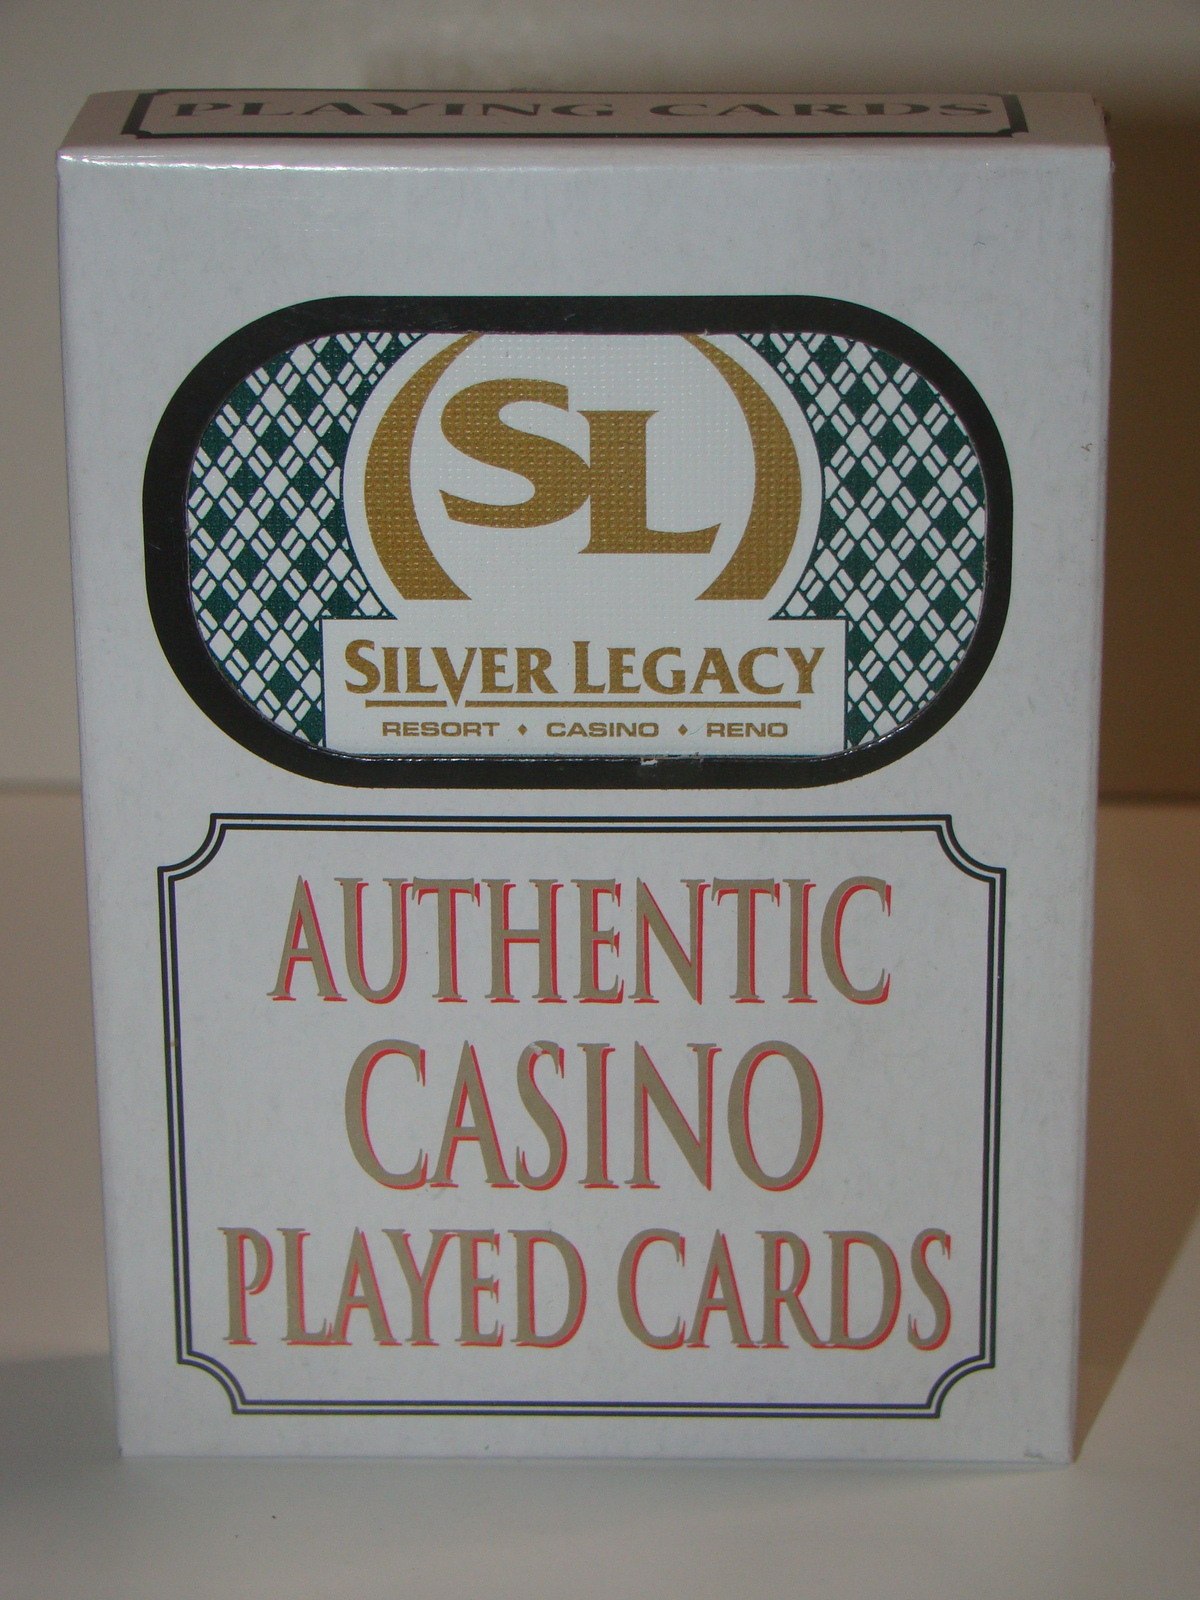 PLAYING CARDS
SL
SILVER LEGACY
RESORT ♦ CASINO ♦ RENO
AUTHENTIC
CASINO
PLAYED CARDS